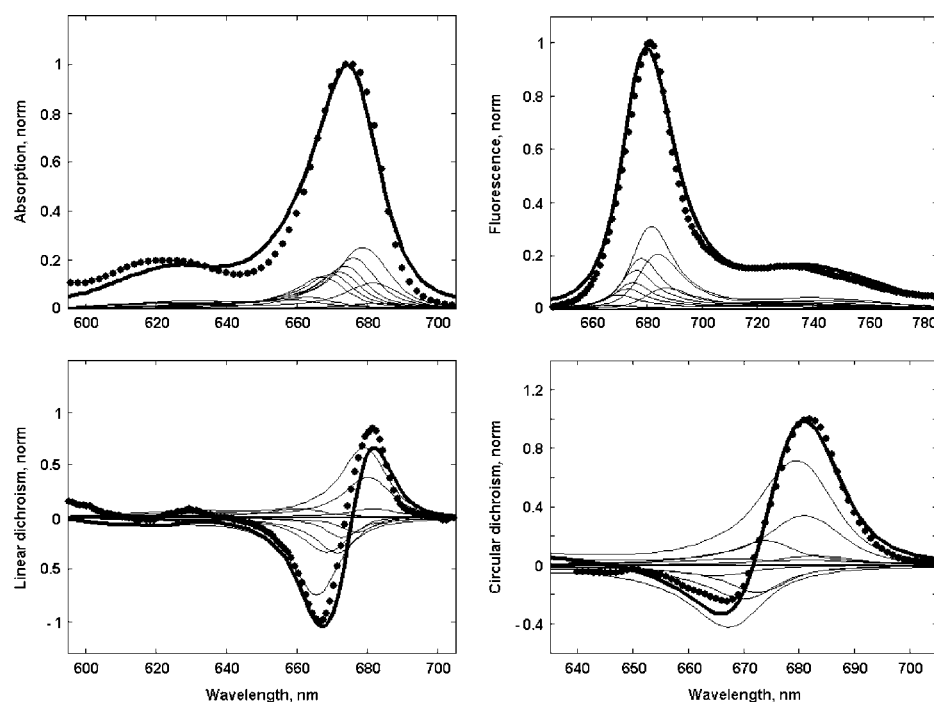 Absorption, norm
1
0.8
0.6
0.4
0.2
0
600 620 640 660 680 700
Fluorescence, norm
1
0.8
0.6
0.4
0.2
0
660 680 700 720 740 760 780
Linear dichroism, norm
1
0.5
0
0.5
-1
600 620 640 660 680 700
Wavelength, nm
Circular dichroism, norm
1.2
0.8
0.4
0
-0.4
640 650 660 670 680 690 700
Wavelength, nm